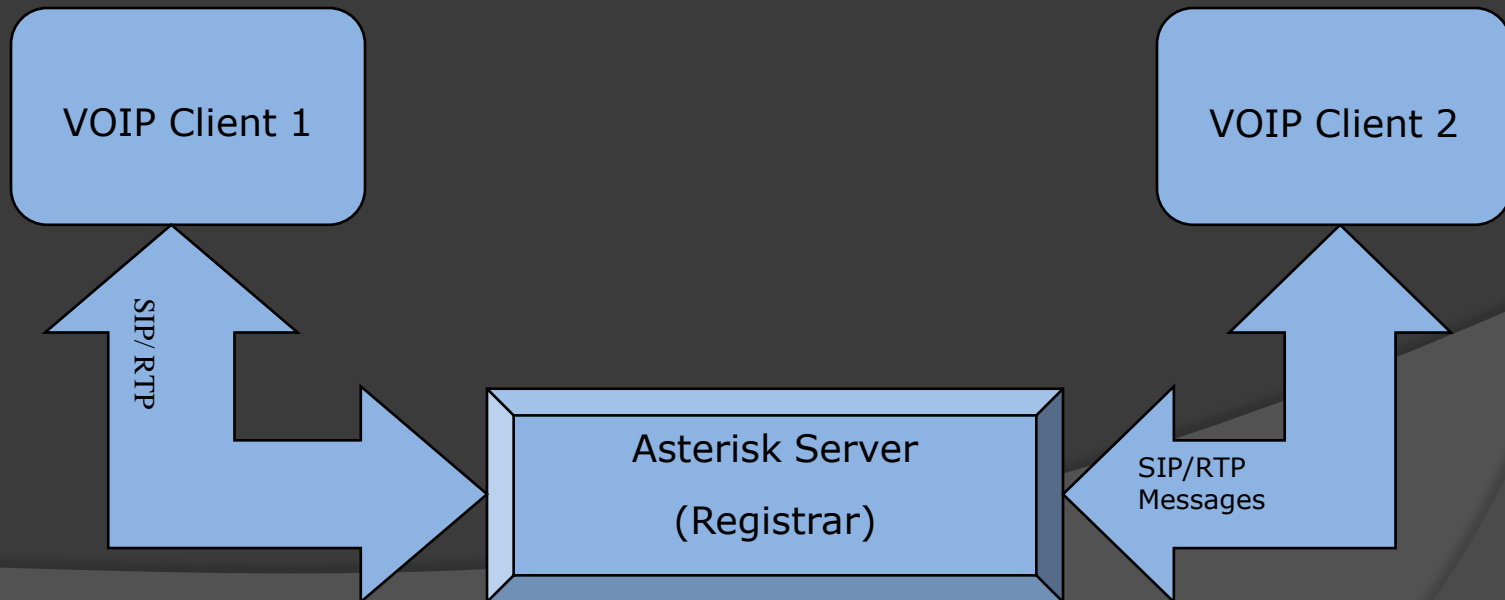 VOIP Client 1
VOIP Client 2
SIP/ RTP
Asterisk Server
(Registrar)
SIP/RTP
Messages